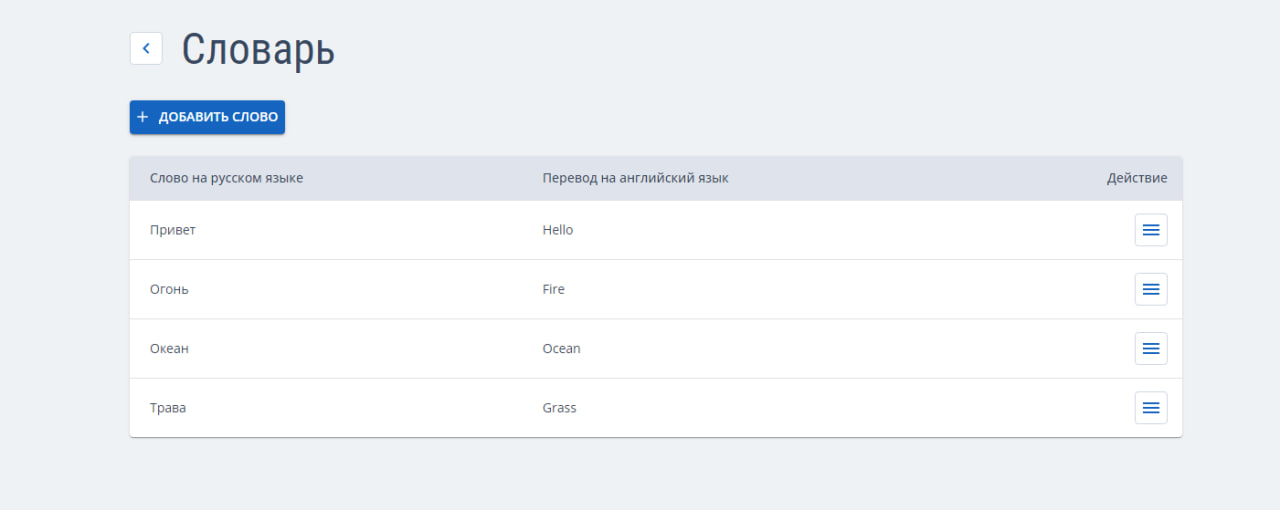 Словарь
ДОБАВИТЬ СЛОВО
Слово на русском языке Перевод на английский язык Действие
Привет Hello
Огонь Fire
Океан Ocean
Трава Grass